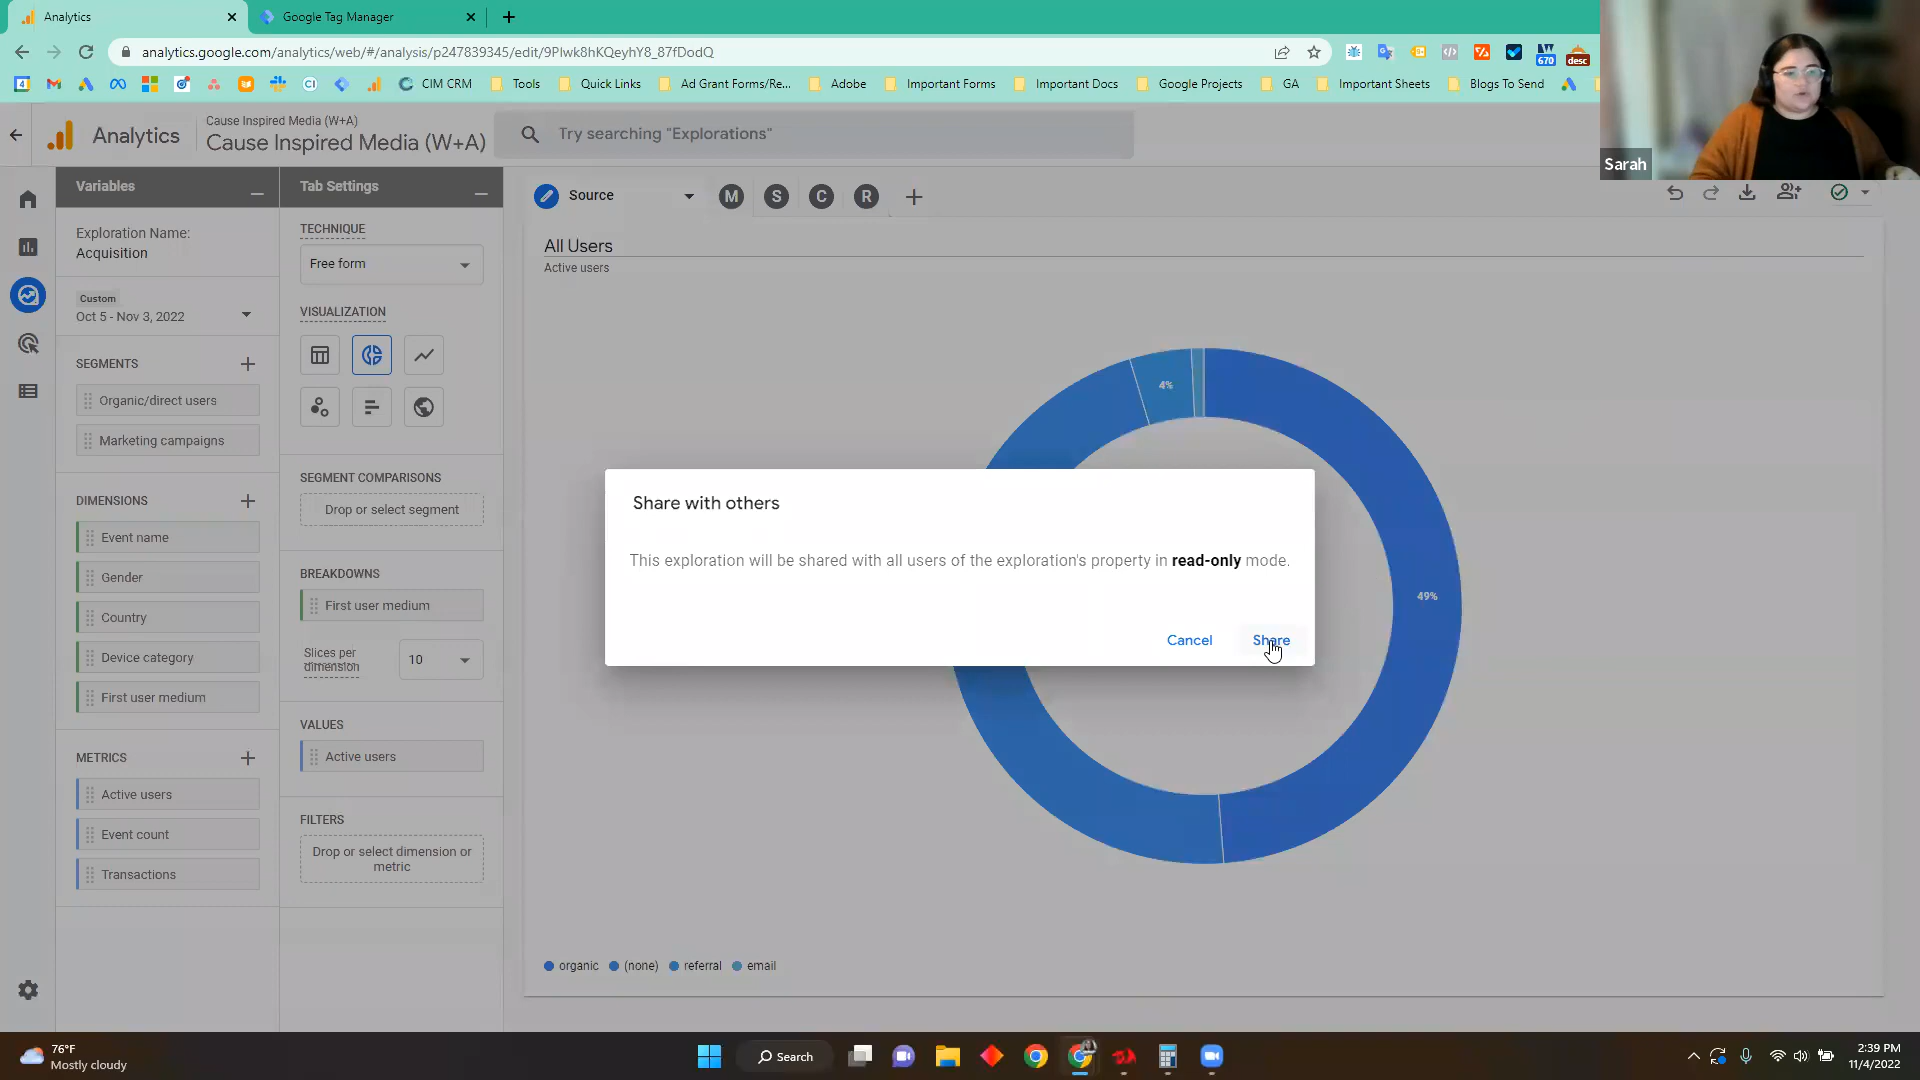 Analytics
Google Tag Manager
analytics.google.com/analytics/web/#/analysis/p247839345/edit/9Plwk8hKQeyhY8_87fDodQ
670
desc
4
CI
CIM CRM
Tools
Quick Links
Ad Grant Forms/Re...
Adobe
Important Forms
Important Docs
Google Projects
GA
Important Sheets
Blogs To Send
Sarah
Analytics
Cause Inspired Media (W+A)
Cause Inspired Media (W+A)
Try searching "Explorations"
Variables
Exploration Name:
Acquisition
Custom
Oct 5 - Nov 3, 2022
SEGMENTS
Organic/direct users
Marketing campaigns
DIMENSIONS
Event name
Gender
Country
Device category
First user medium
METRICS
Active users
Event count
Transactions
Tab Settings
TECHNIQUE
Free form
VISUALIZATION
SEGMENT COMPARISONS
Drop or select segment
BREAKDOWNS
First user medium
Slices per
dimension
10
VALUES
Active users
FILTERS
Drop or select dimension or
metric
Source
M
S
C
R
All Users
Active users
4%
49%
Share with others
This exploration will be shared with all users of the exploration's property in read-only mode.
Cancel
Share
organic
(none)
referral
email
76°F
Mostly cloudy
Search
2:39 PM
11/4/2022